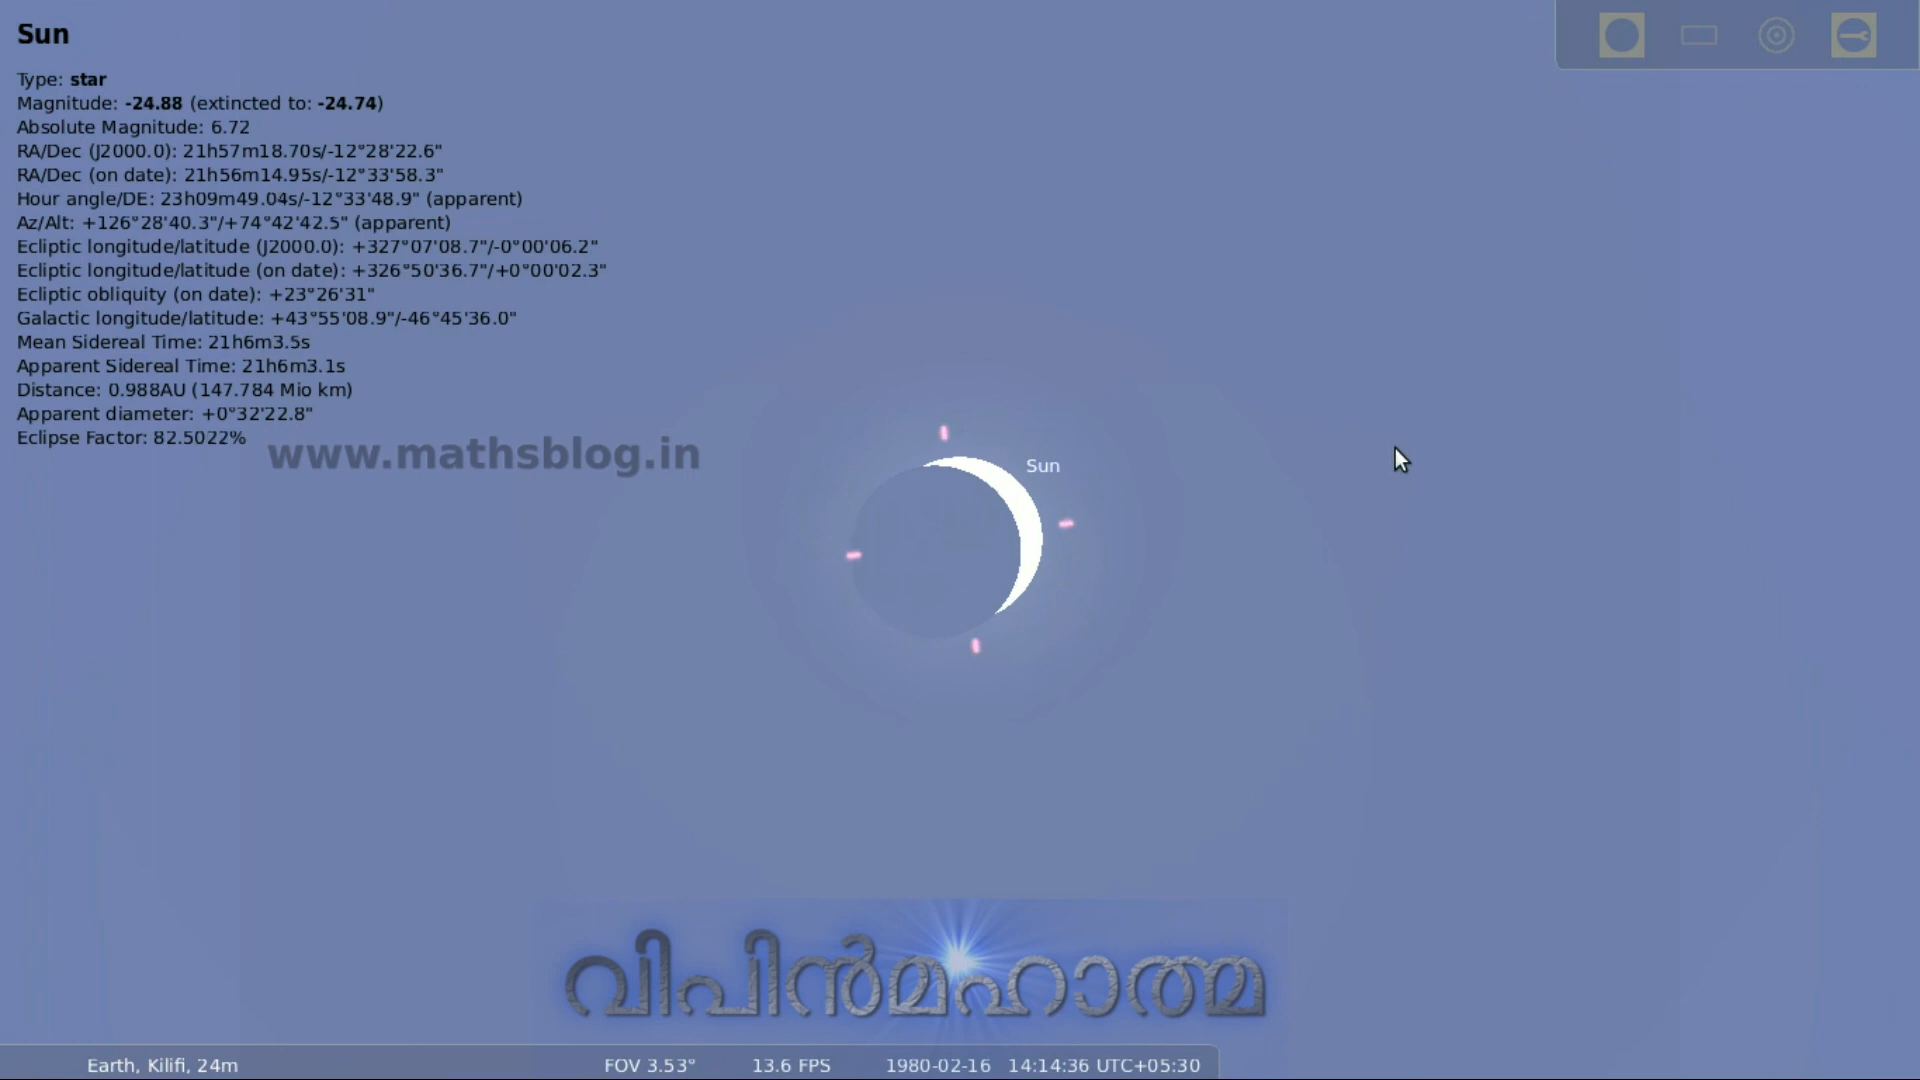 Sun
Type: star
Magnitude: -24.88 (extincted to: -24.74)
Absolute Magnitude: 6.72
RA/Dec (J2000.0): 21h57m18.70s/-12°28'22.6"
RA/Dec (on date): 21h56m14.95s/-12°33'58.3"
Hour angle/DE: 23h09m49.04s/-12°33'48.9" (apparent)
Az/Alt: +126°28'40.3"/+74°42'42.5" (apparent)
Ecliptic longitude/latitude (J2000.0): +327°07'08.7"/-0°00'06.2"
Ecliptic longitude/latitude (on date): +326°50'36.7"/+0°00'02.3"
Ecliptic obliquity (on date): +23°26'31"
Galactic longitude/latitude: +43°55'08.9"/-46°45'36.0"
Mean Sidereal Time: 21h6m3.5s
Apparent Sidereal Time: 21h6m3.1s
Distance: 0.988AU (147.784 Mio km)
Apparent diameter: +0°32'22.8"
Eclipse Factor: 82.5022%
www.mathsblog.in
Sun
വിപിൻമഹാത്മ
Earth, Kilifi, 24m FOV 3.53° 13.6 FPS 1980-02-16 14:14:36 UTC+05:30